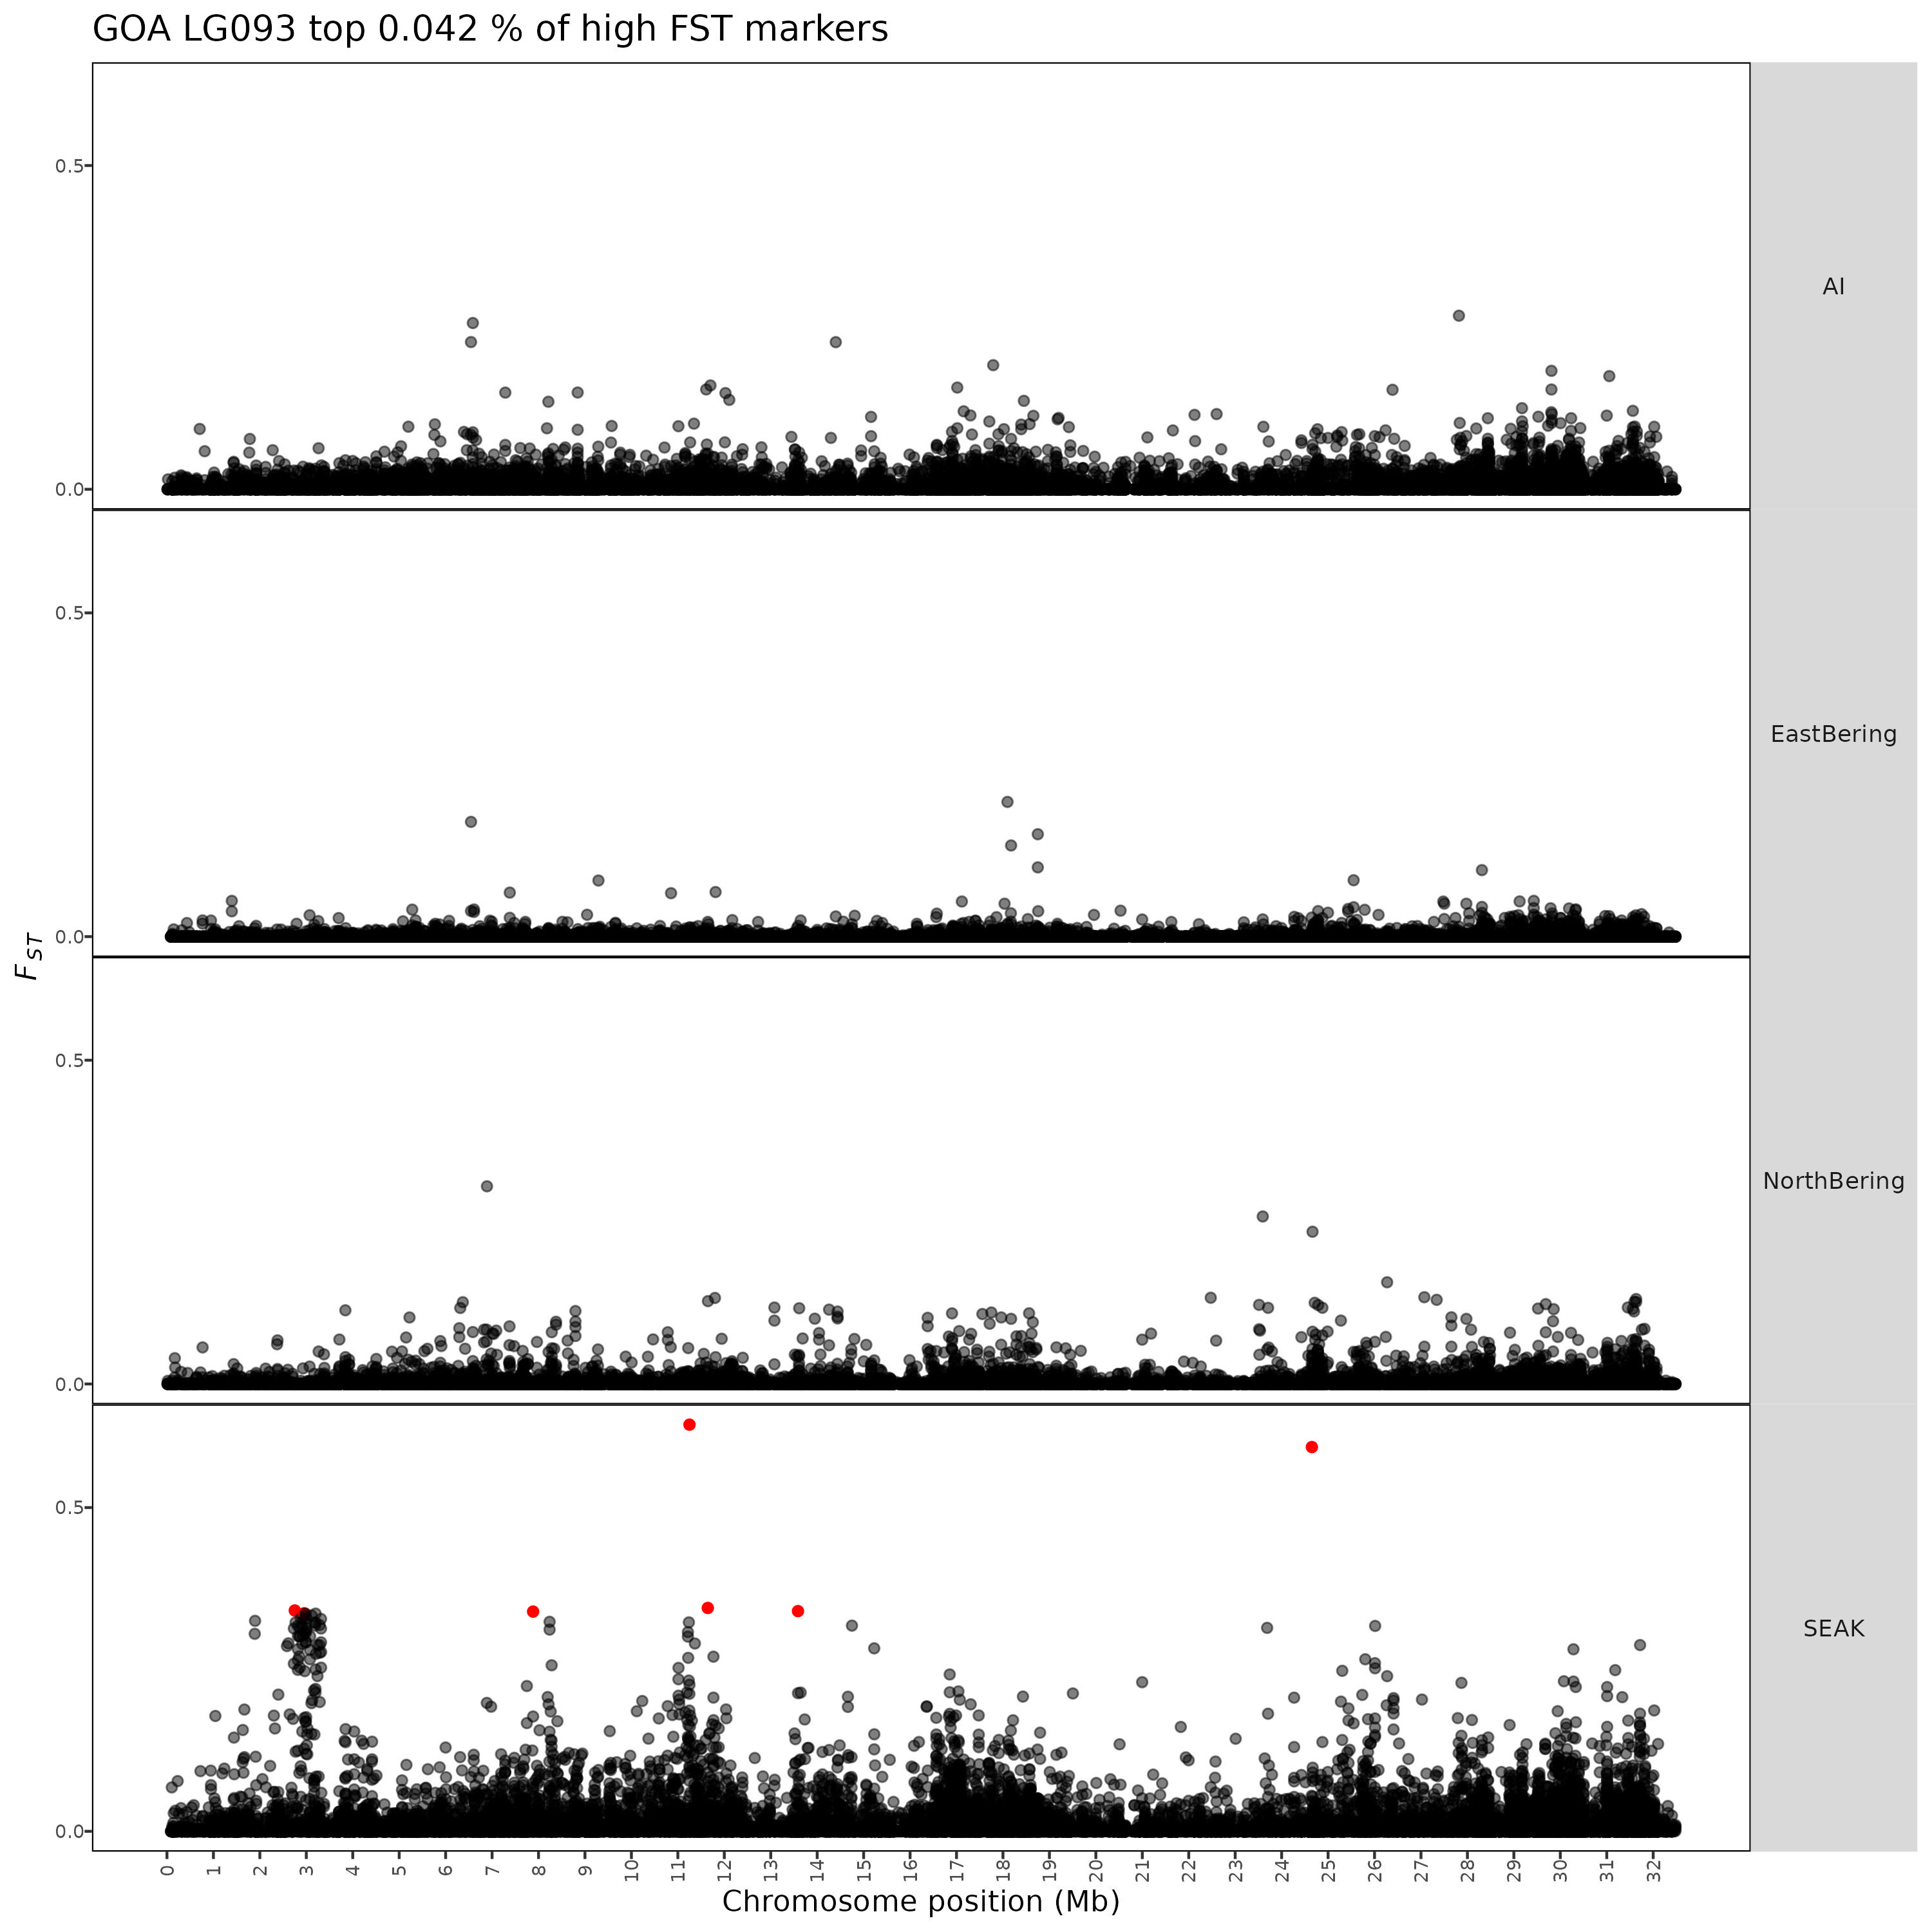 GOA LG093 top 0.042 % of high FST markers
0.5
0.0
AI
0.5
0.0
EastBering
0.5
0.0
NorthBering
0.5
0.0
SEAK
F ST
0 1 2 3 4 5 6 7 8 9 10 11 12 13 14 15 16 17 18 19 20 21 22 23 24 25 26 27 28 29 30 31 32
Chromosome position (Mb)